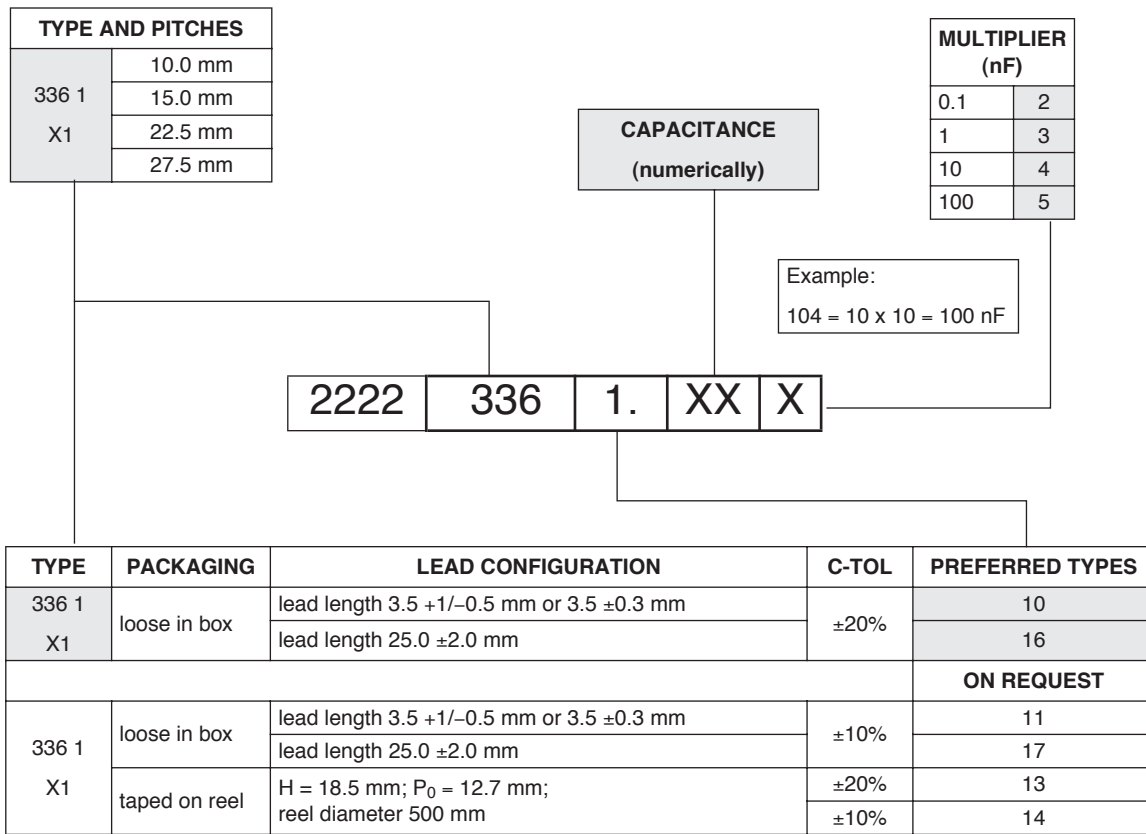 TYPE AND PITCHES
336 1
X1
10.0 mm
15.0 mm
22.5 mm
27.5 mm
CAPACITANCE
(numerically)
MULTIPLIER
(nF)
0.1 2
1 3
10 4
100 5
Example:
104 = 10 x 10 = 100 nF
2222 336 1. XX X
TYPE PACKAGING LEAD CONFIGURATION C-TOL PREFERRED TYPES
336 1
X1
loose in box
lead length 3.5 +1/−0.5 mm or 3.5 ±0.3 mm
lead length 25.0 ±2.0 mm
±20%
10
16
ON REQUEST
336 1
X1
loose in box
lead length 3.5 +1/−0.5 mm or 3.5 ±0.3 mm
lead length 25.0 ±2.0 mm
±10%
11
17
taped on reel
H = 18.5 mm; P₀ = 12.7 mm;
reel diameter 500 mm
±20% 13
±10% 14